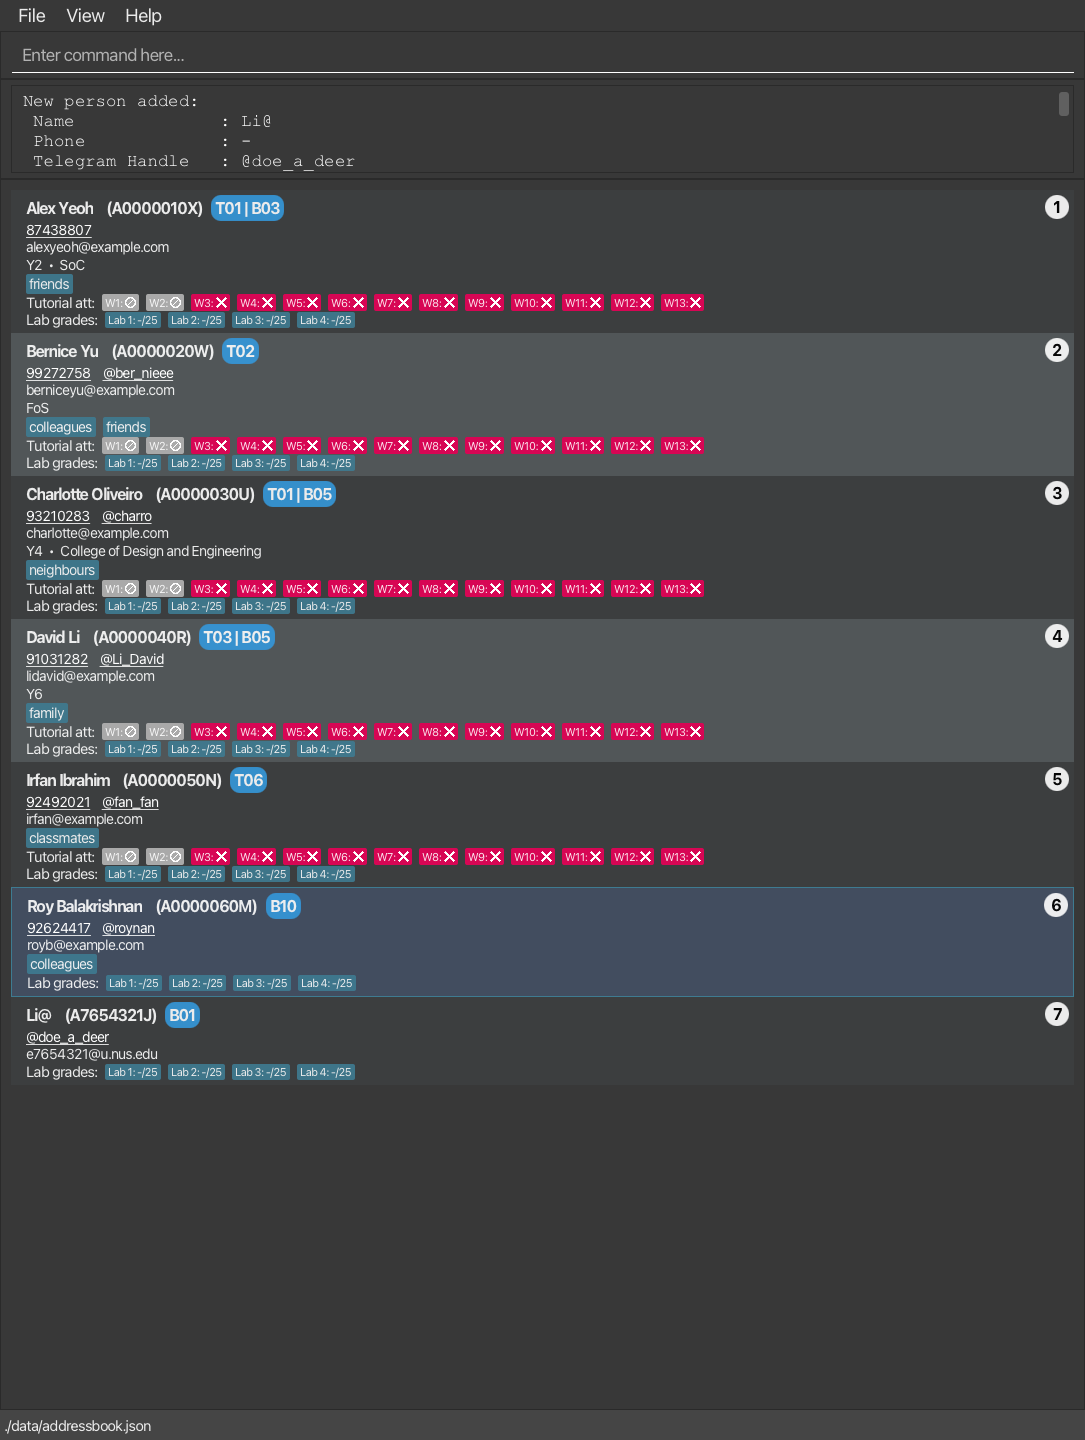 File View Help
Enter command here...
New person added:
Name : Li@
Phone : -
Telegram Handle : @doe_a_deer
Alex Yeoh (A0000010X) T01 | B03 1
87438807
alexyeoh@example.com
Y2 • SoC
friends
Tutorial att: W1: W2: W3: W4: W5: W6: W7: W8: W9: W10: W11: W12: W13:
Lab grades: Lab 1: -/25 Lab 2: -/25 Lab 3: -/25 Lab 4: -/25
Bernice Yu (A0000020W) T02 2
99272758 @ber_nieee
berniceyu@example.com
FoS
colleagues friends
Tutorial att: W1: W2: W3: W4: W5: W6: W7: W8: W9: W10: W11: W12: W13:
Lab grades: Lab 1: -/25 Lab 2: -/25 Lab 3: -/25 Lab 4: -/25
Charlotte Oliveiro (A0000030U) T01 | B05 3
93210283 @charro
charlotte@example.com
Y4 • College of Design and Engineering
neighbours
Tutorial att: W1: W2: W3: W4: W5: W6: W7: W8: W9: W10: W11: W12: W13:
Lab grades: Lab 1: -/25 Lab 2: -/25 Lab 3: -/25 Lab 4: -/25
David Li (A0000040R) T03 | B05 4
91031282 @Li_David
lidavid@example.com
Y6
family
Tutorial att: W1: W2: W3: W4: W5: W6: W7: W8: W9: W10: W11: W12: W13:
Lab grades: Lab 1: -/25 Lab 2: -/25 Lab 3: -/25 Lab 4: -/25
Irfan Ibrahim (A0000050N) T06 5
92492021 @fan_fan
irfan@example.com
classmates
Tutorial att: W1: W2: W3: W4: W5: W6: W7: W8: W9: W10: W11: W12: W13:
Lab grades: Lab 1: -/25 Lab 2: -/25 Lab 3: -/25 Lab 4: -/25
Roy Balakrishnan (A0000060M) B10 6
92624417 @roynan
royb@example.com
colleagues
Lab grades: Lab 1: -/25 Lab 2: -/25 Lab 3: -/25 Lab 4: -/25
Li@ (A7654321J) B01 7
@doe_a_deer
e7654321@u.nus.edu
Lab grades: Lab 1: -/25 Lab 2: -/25 Lab 3: -/25 Lab 4: -/25
./data/addressbook.json